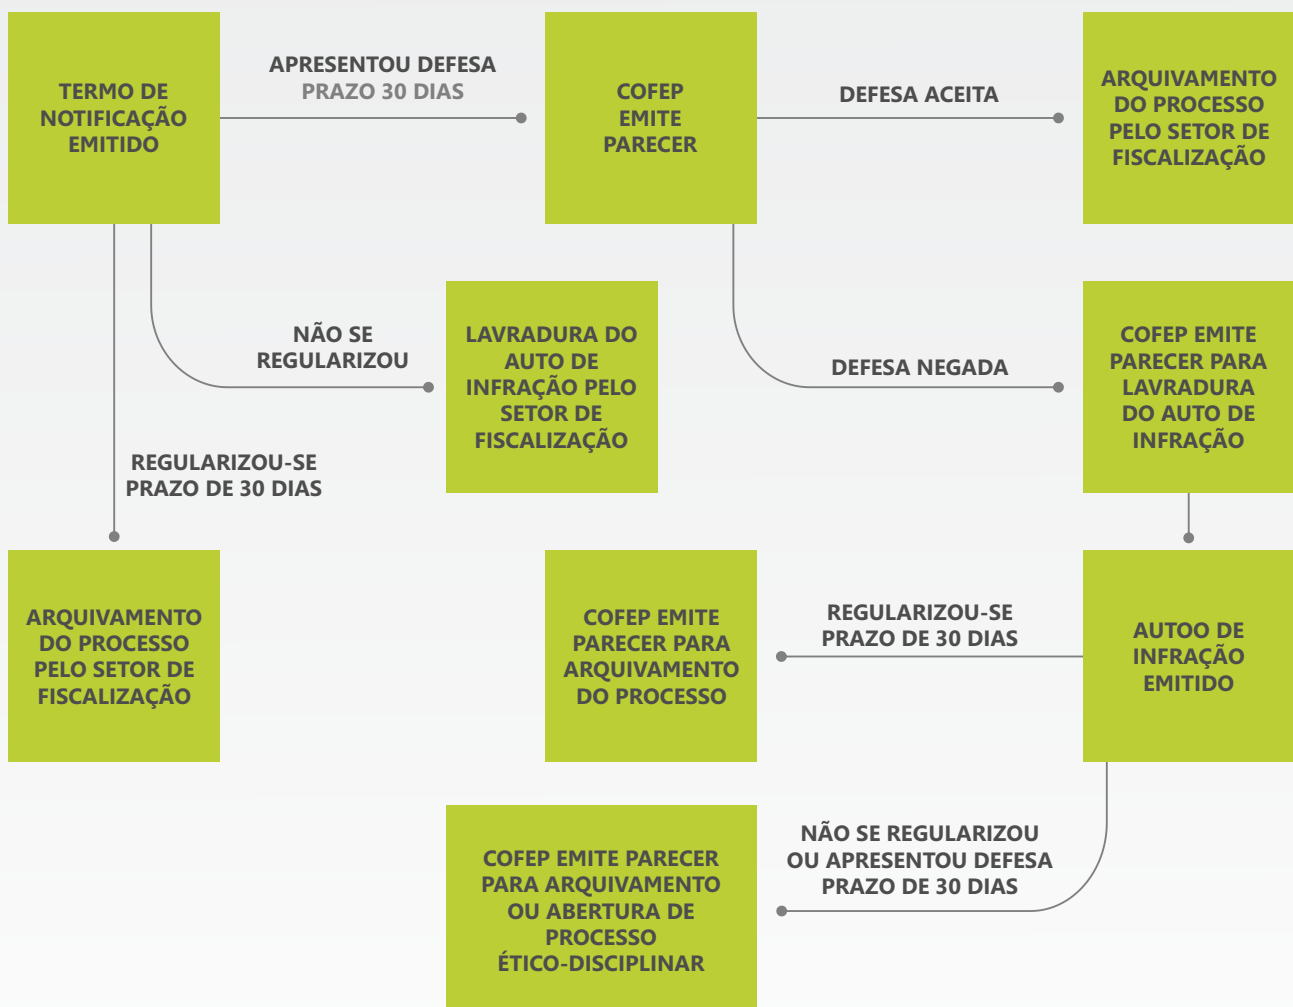 TERMO DE
NOTIFICAÇÃO
EMITIDO
APRESENTOU DEFESA
PRAZO 30 DIAS
COFEP
EMITE
PARECER
DEFESA ACEITA
ARQUIVAMENTO
DO PROCESSO
PELO SETOR DE
FISCALIZAÇÃO
NÃO SE
REGULARIZOU
LAVRADURA DO
AUTO DE
INFRAÇÃO PELO
SETOR DE
FISCALIZAÇÃO
DEFESA NEGADA
COFEP EMITE
PARECER PARA
LAVRADURA
DO AUTO DE
INFRAÇÃO
REGULARIZOU-SE
PRAZO DE 30 DIAS
ARQUIVAMENTO
DO PROCESSO
PELO SETOR DE
FISCALIZAÇÃO
COFEP EMITE
PARECER PARA
ARQUIVAMENTO
DO PROCESSO
REGULARIZOU-SE
PRAZO DE 30 DIAS
AUTOO DE
INFRAÇÃO
EMITIDO
COFEP EMITE PARECER
PARA ARQUIVAMENTO
OU ABERTURA DE
PROCESSO
ÉTICO-DISCIPLINAR
NÃO SE REGULARIZOU
OU APRESENTOU DEFESA
PRAZO DE 30 DIAS